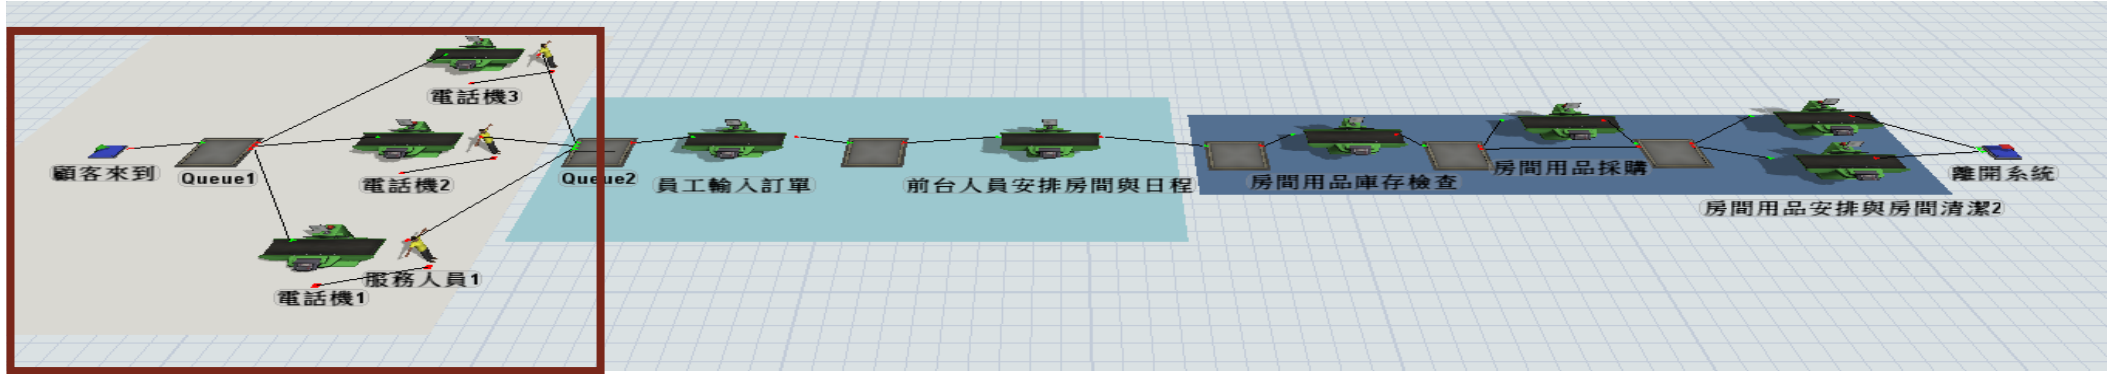 電話機3
顧客來到
Queue1
電話機2
Queue2
員工輸入訂單
前台人員安排房間與日程
房間用品庫存檢查
房間用品採購
離開系統
房間用品安排與房間清潔2
服務人員1
電話機1